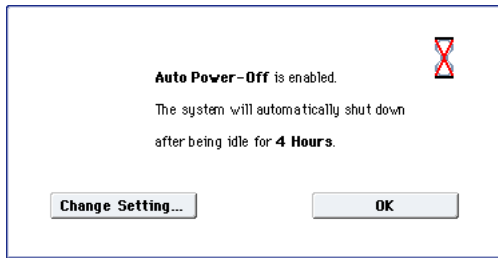 Auto Power-Off is enabled.
The system will automatically shut down
after being idle for 4 Hours.
Change Setting...
OK